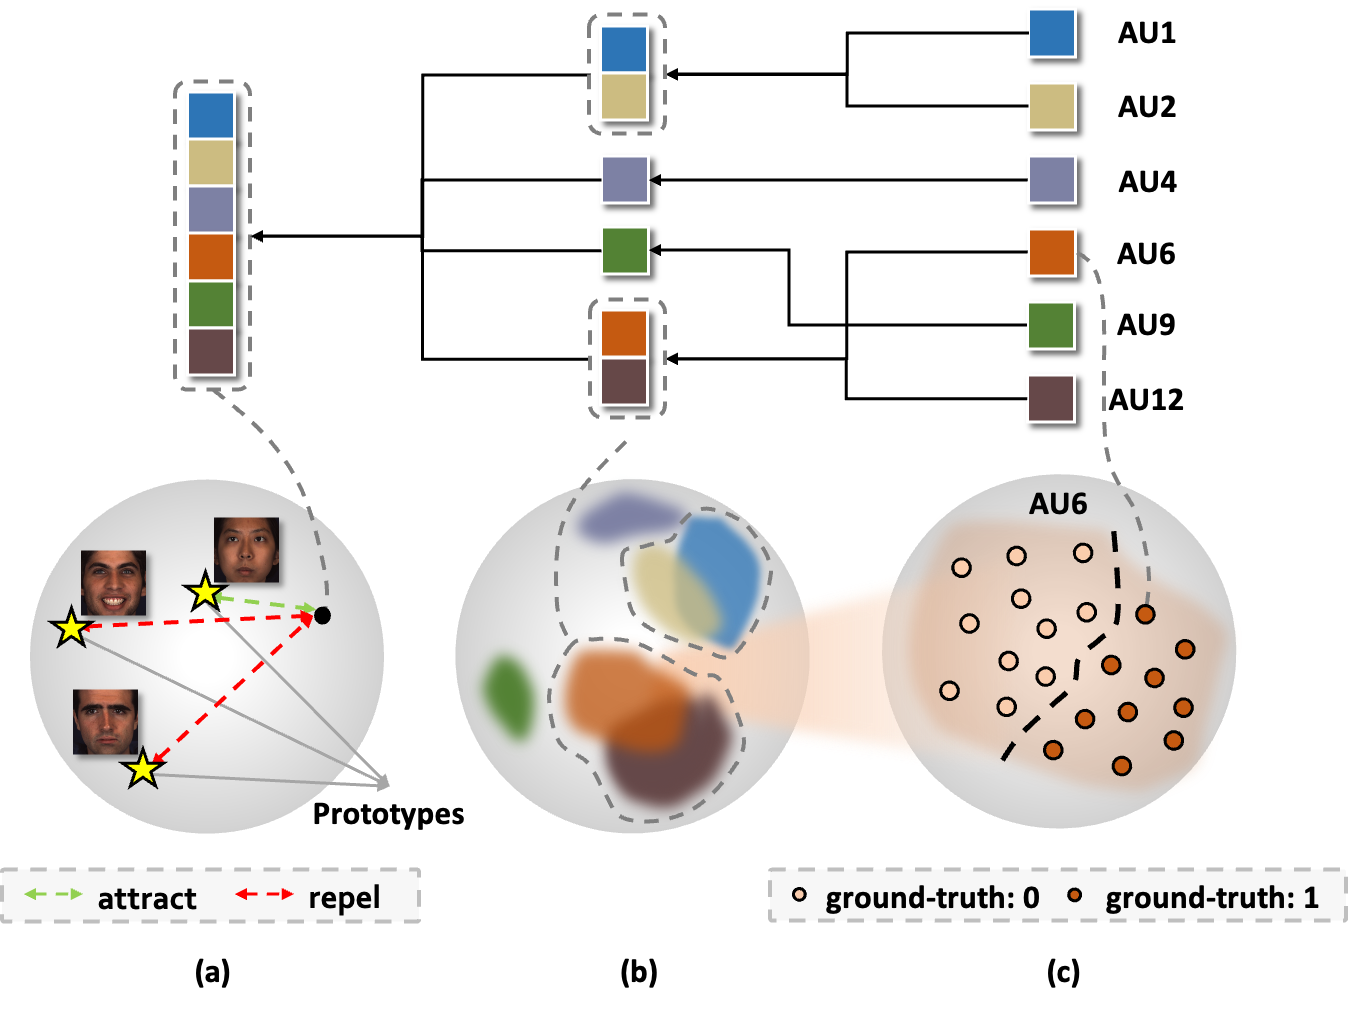 AU1
AU2
AU4
AU6
AU9
AU12
AU6
Prototypes
attract repel
ground-truth: 0 ground-truth: 1
(a) (b) (c)